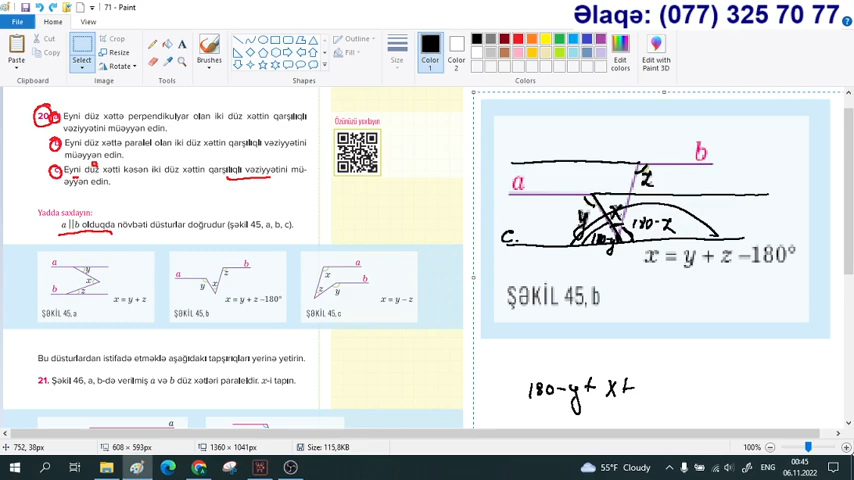 Əlaqə: (077) 325 70 77
71 - Paint
File
Home
View
Paste
Cut
Copy
Clipboard
Select
Crop
Resize
Rotate
Image
Tools
Brushes
Shapes
Outline
Fill
Size
Color 1
Color 2
Colors
Edit colors
Edit with Paint 3D
20. a Eyni düz xəttə perpendikulyar olan iki düz xəttin qarşılıqlı
vəziyyətini müəyyən edin.
b Eyni düz xəttə paralel olan iki düz xəttin qarşılıqlı vəziyyətini
müəyyən edin.
c Eyni düz xətti kəsən iki düz xəttin qarşılıqlı vəziyyətini mü-
əyyən edin.
Özünüzü yoxlayın
Yadda saxlayın:
a || b olduqda növbəti düsturlar doğrudur (şəkil 45, a, b, c).
a
y
x
b
z
x = y + z
ŞƏKİL 45, a
a
y
x
z
b
x = y + z −180°
ŞƏKİL 45, b
a
x
b
y
z
x = y − z
ŞƏKİL 45, c
Bu düsturlardan istifadə etməklə aşağıdakı tapşırıqları yerinə yetirin.
21. Şəkil 46, a, b-də verilmiş a və b düz xətləri paraleldir. x-i tapın.
a
b
a
z
y
x
180-z
c.
180-y
x = y + z −180°
ŞƏKİL 45, b
180-y+ x+
752, 38px
608 × 593px
1360 × 1041px
Size: 115,8KB
100%
55°F Cloudy
ENG
00:45
06.11.2022